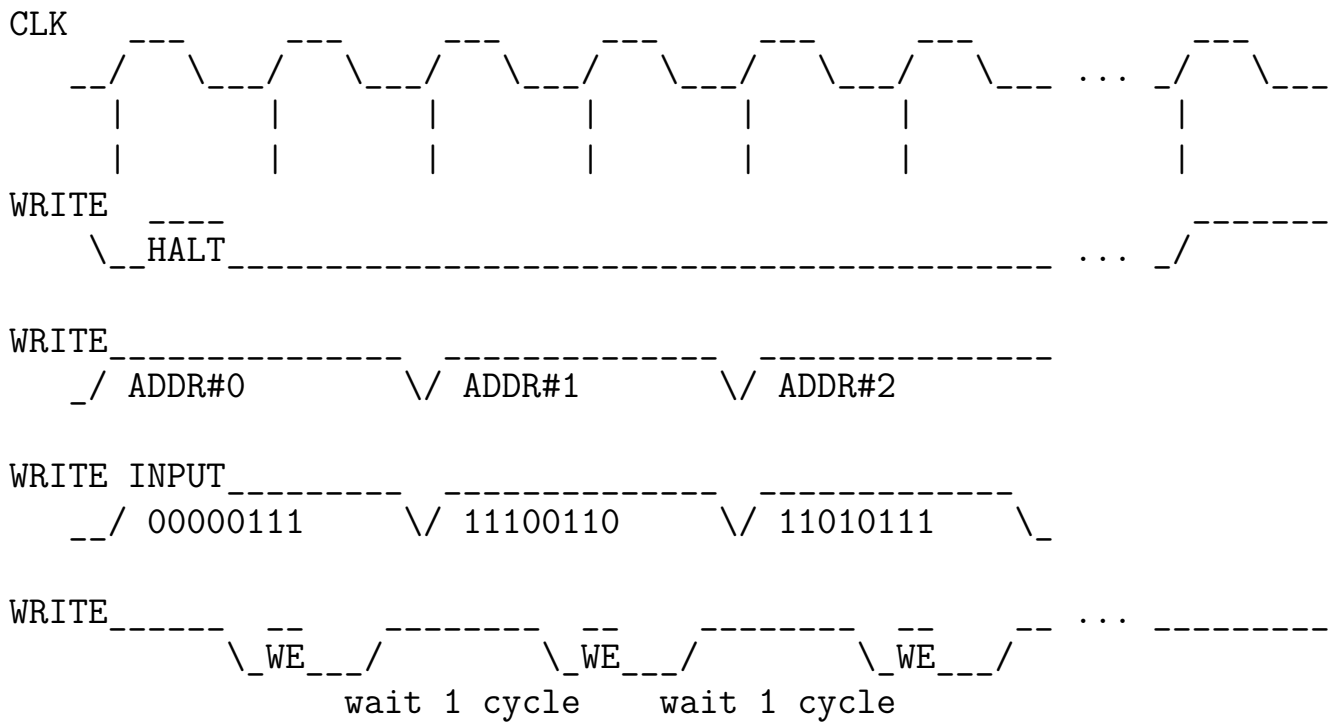 CLK
...
WRITE
HALT ...
WRITE
ADDR#0 ADDR#1 ADDR#2
WRITE INPUT
00000111 11100110 11010111
WRITE ...
WE WE WE
wait 1 cycle wait 1 cycle